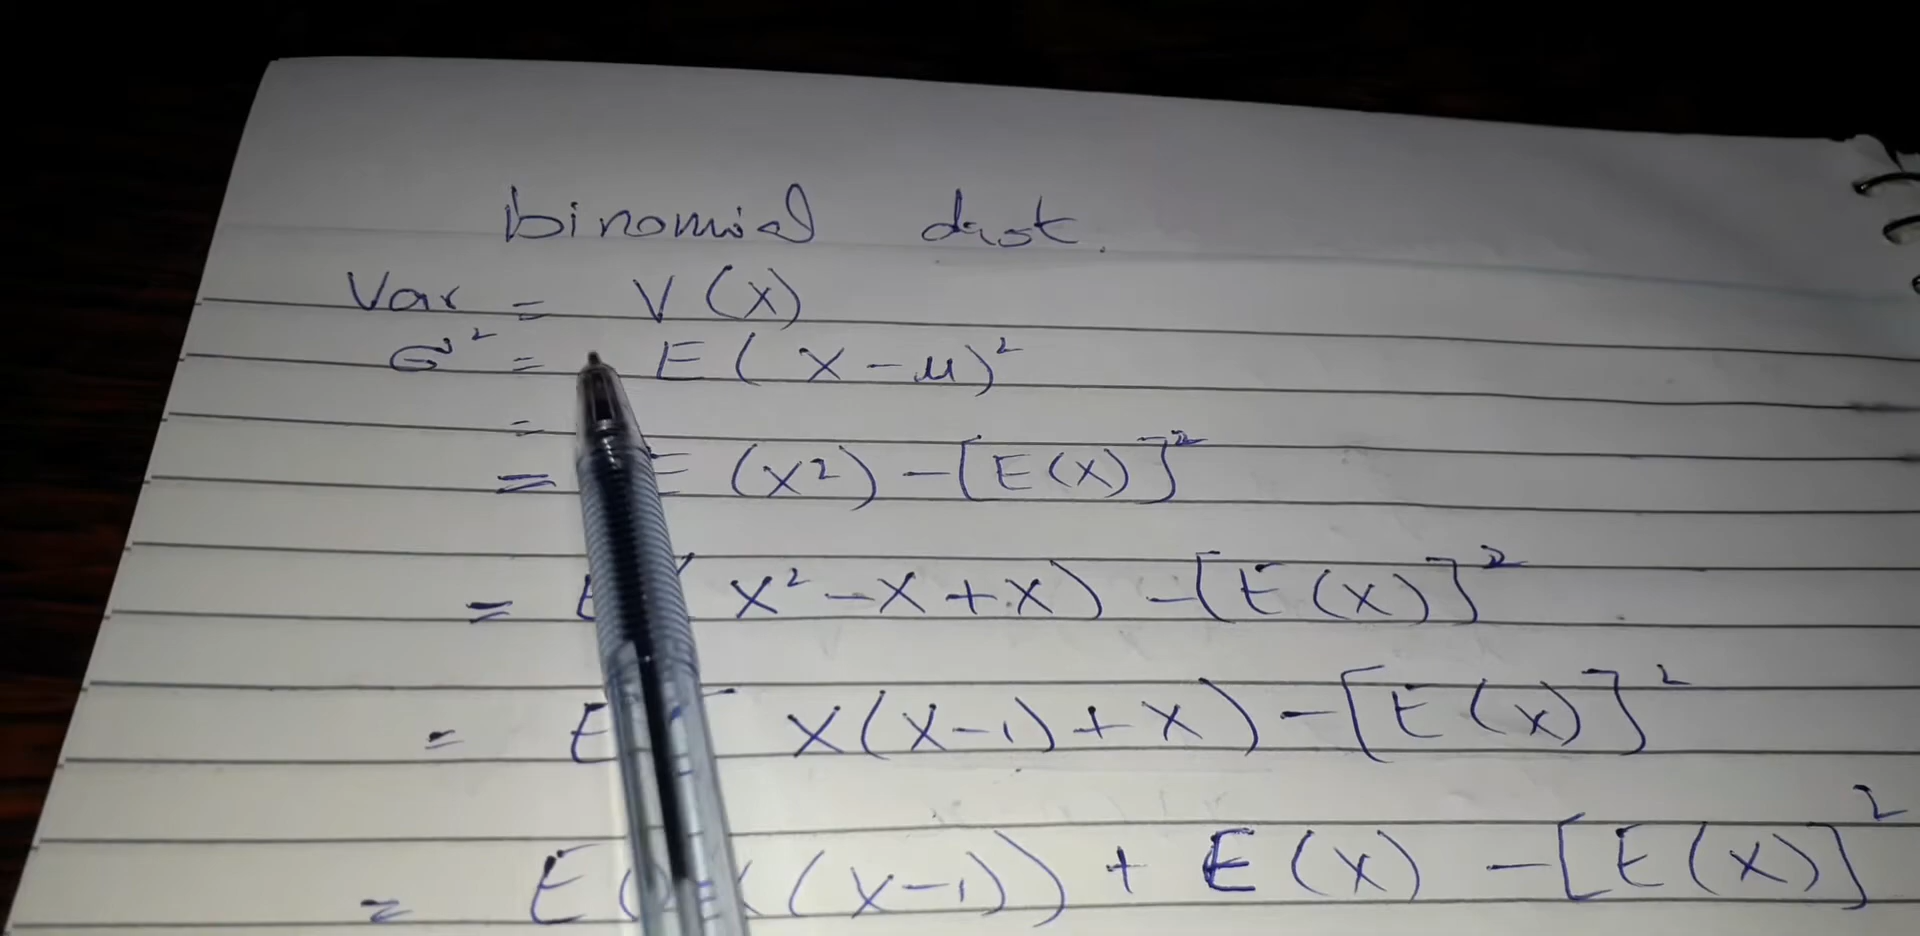 binomial dist.
Var = V(X)
σ² = E(X-μ)²
=
= E(X2) - [E(X)]²
= E(X² - X + X) - [E(X)]²
= E( X(X-1) + X) - [E(X)]²
= E(X(X-1)) + E(X) - [E(X)]²